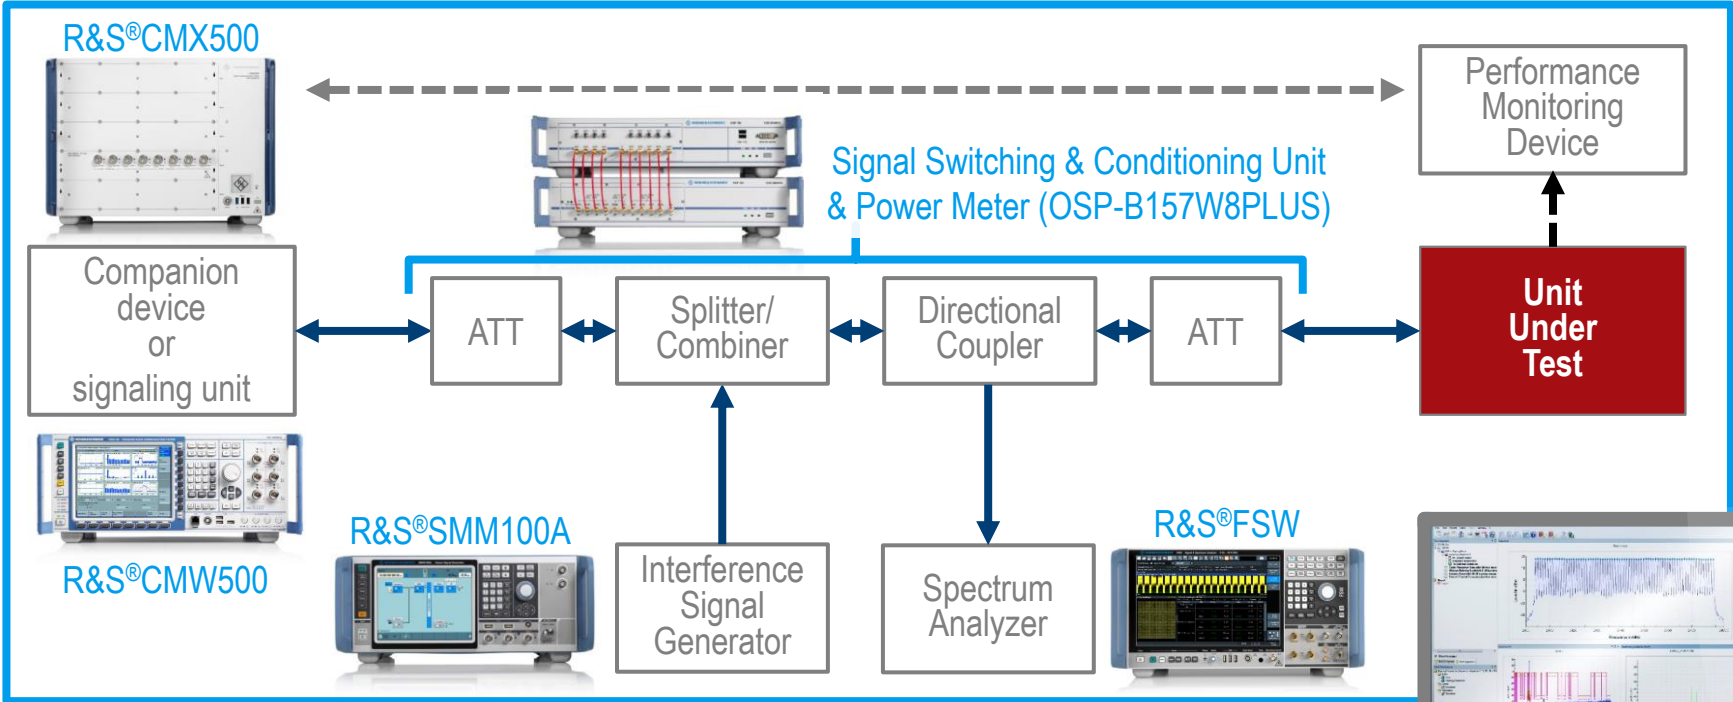 R&S®CMX500
Performance
Monitoring
Device
Signal Switching & Conditioning Unit
& Power Meter (OSP-B157W8PLUS)
Companion
device
or
signaling unit
ATT
Splitter/
Combiner
Directional
Coupler
ATT
Unit
Under
Test
R&S®CMW500
R&S®SMM100A
Interference
Signal
Generator
Spectrum
Analyzer
R&S®FSW
FSW